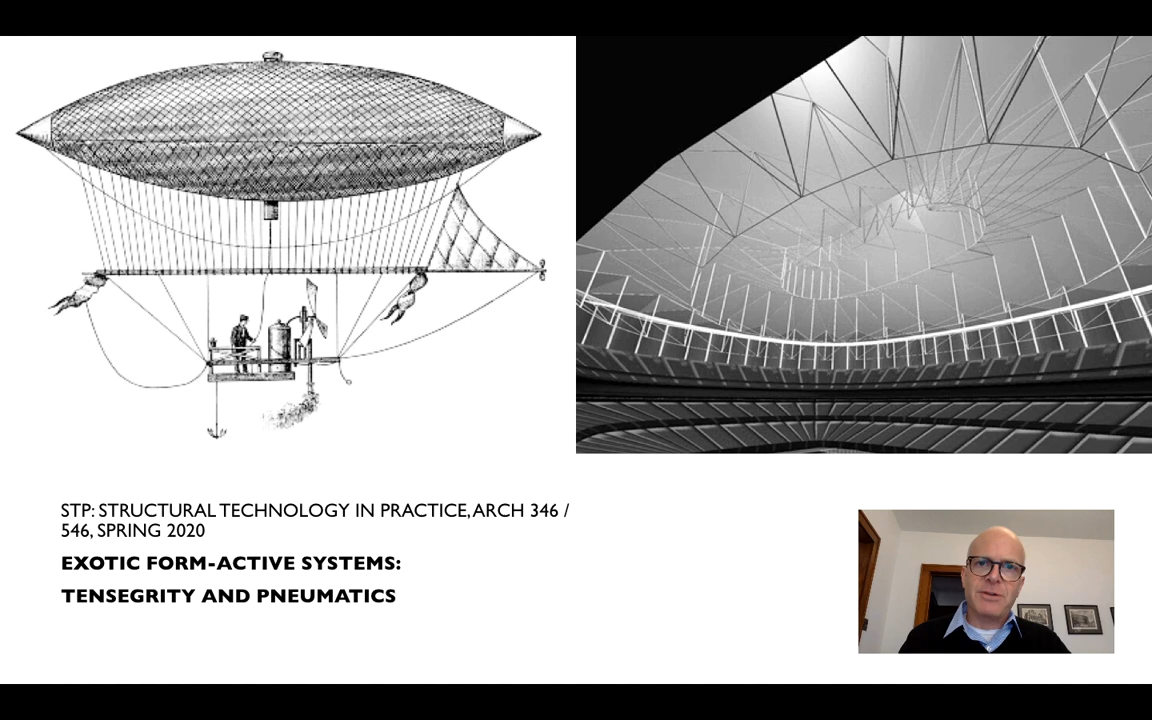 STP: STRUCTURAL TECHNOLOGY IN PRACTICE, ARCH 346 /
546, SPRING 2020
EXOTIC FORM-ACTIVE SYSTEMS:
TENSEGRITY AND PNEUMATICS